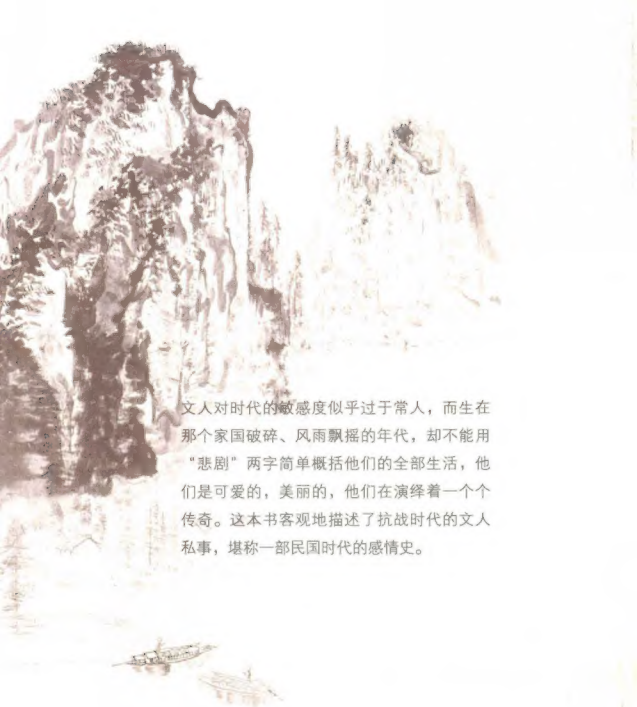 文人对时代的敏感度似乎过于常人，而生在
那个家国破碎、风雨飘摇的年代，却不能用
“悲剧”两字简单概括他们的全部生活，他
们是可爱的，美丽的，他们在演绎着一个个
传奇。这本书客观地描述了抗战时代的文人
私事，堪称一部民国时代的感情史。